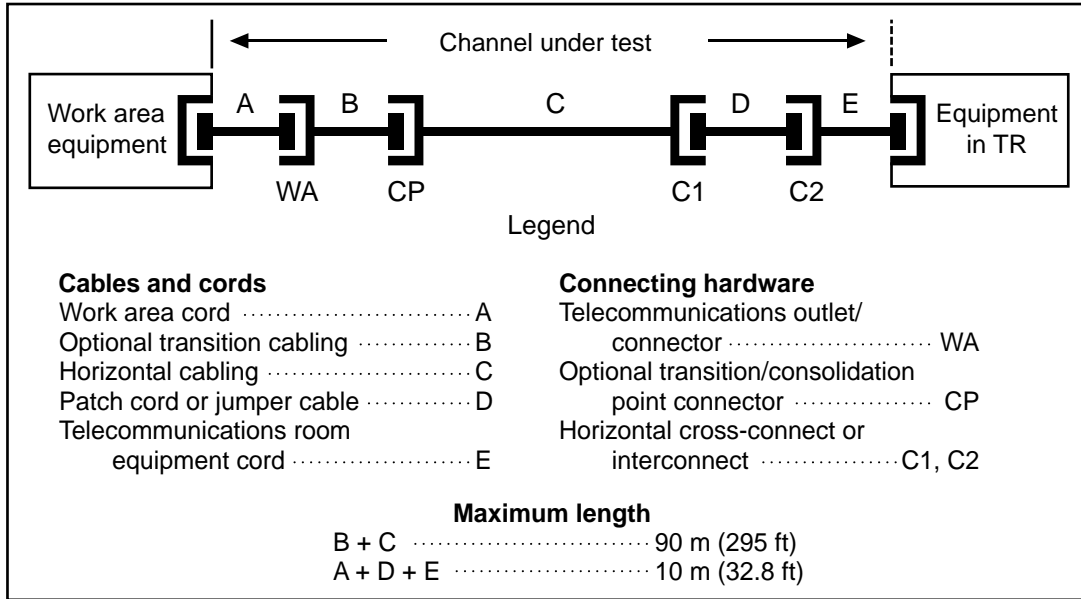 Channel under test
Work area
equipment
A
B
C
D
E
Equipment
in TR
WA
CP
C1
C2
Legend
Cables and cords
Work area cord ........................... A
Optional transition cabling ............ B
Horizontal cabling ........................ C
Patch cord or jumper cable ........... D
Telecommunications room
equipment cord ...................... E
Connecting hardware
Telecommunications outlet/
connector ........................ WA
Optional transition/consolidation
point connector ................. CP
Horizontal cross-connect or
interconnect ................. C1, C2
Maximum length
B + C ............................ 90 m (295 ft)
A + D + E ....................... 10 m (32.8 ft)